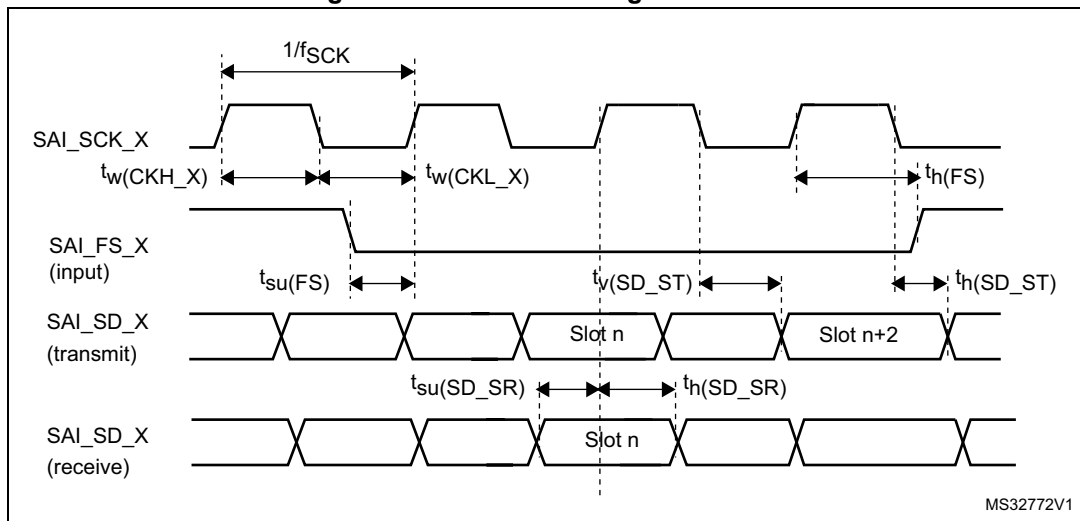 1/fSCK
SAI_SCK_X
tw(CKH_X)
tw(CKL_X)
th(FS)
SAI_FS_X
(input)
tsu(FS)
tv(SD_ST)
th(SD_ST)
SAI_SD_X
(transmit)
Slot n
Slot n+2
tsu(SD_SR)
th(SD_SR)
SAI_SD_X
(receive)
Slot n
MS32772V1